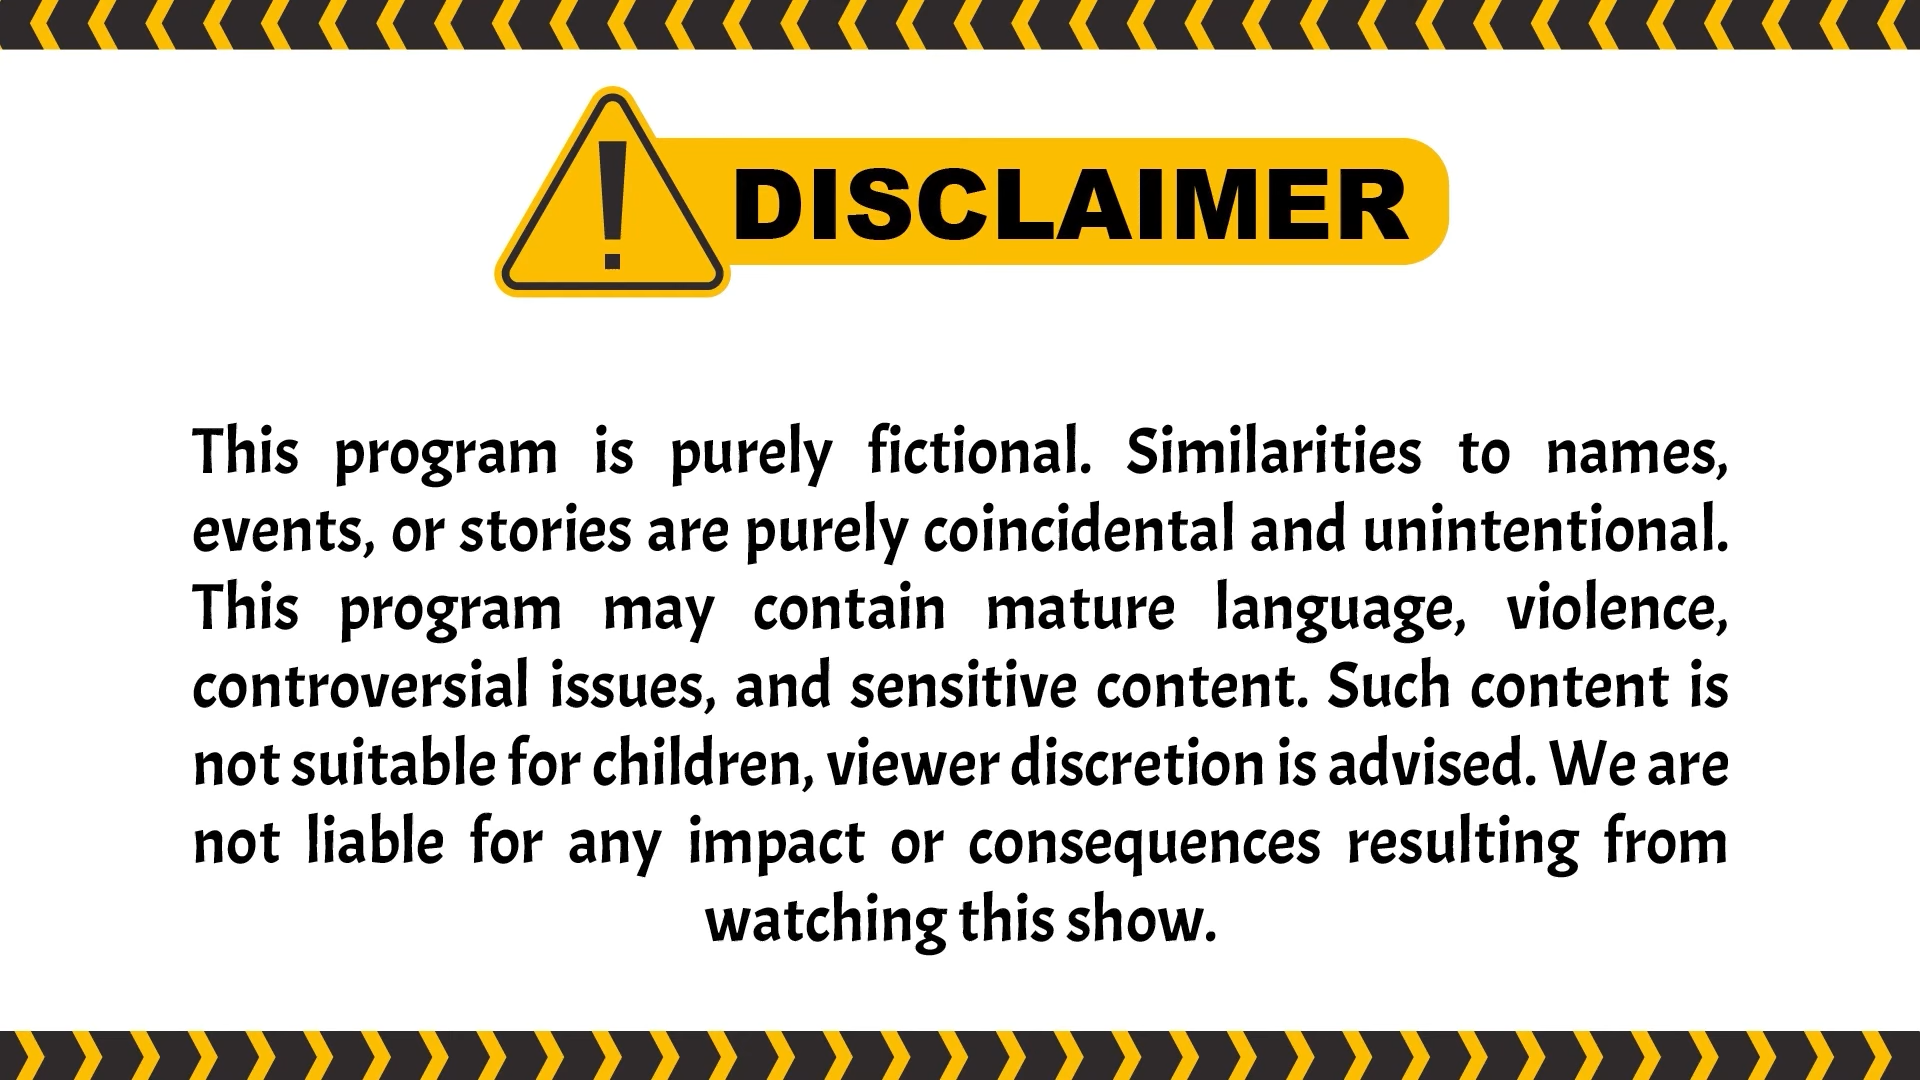 DISCLAIMER
This program is purely fictional. Similarities to names,
events, or stories are purely coincidental and unintentional.
This program may contain mature language, violence,
controversial issues, and sensitive content. Such content is
not suitable for children, viewer discretion is advised. We are
not liable for any impact or consequences resulting from
watching this show.